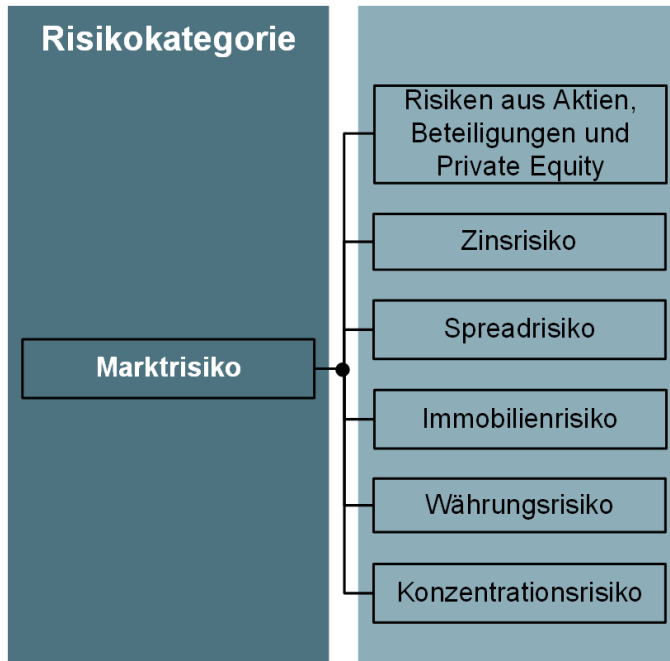 Risikokategorie
Risiken aus Aktien,
Beteiligungen und
Private Equity
Zinsrisiko
Spreadrisiko
Marktrisiko
Immobilienrisiko
Währungsrisiko
Konzentrationsrisiko